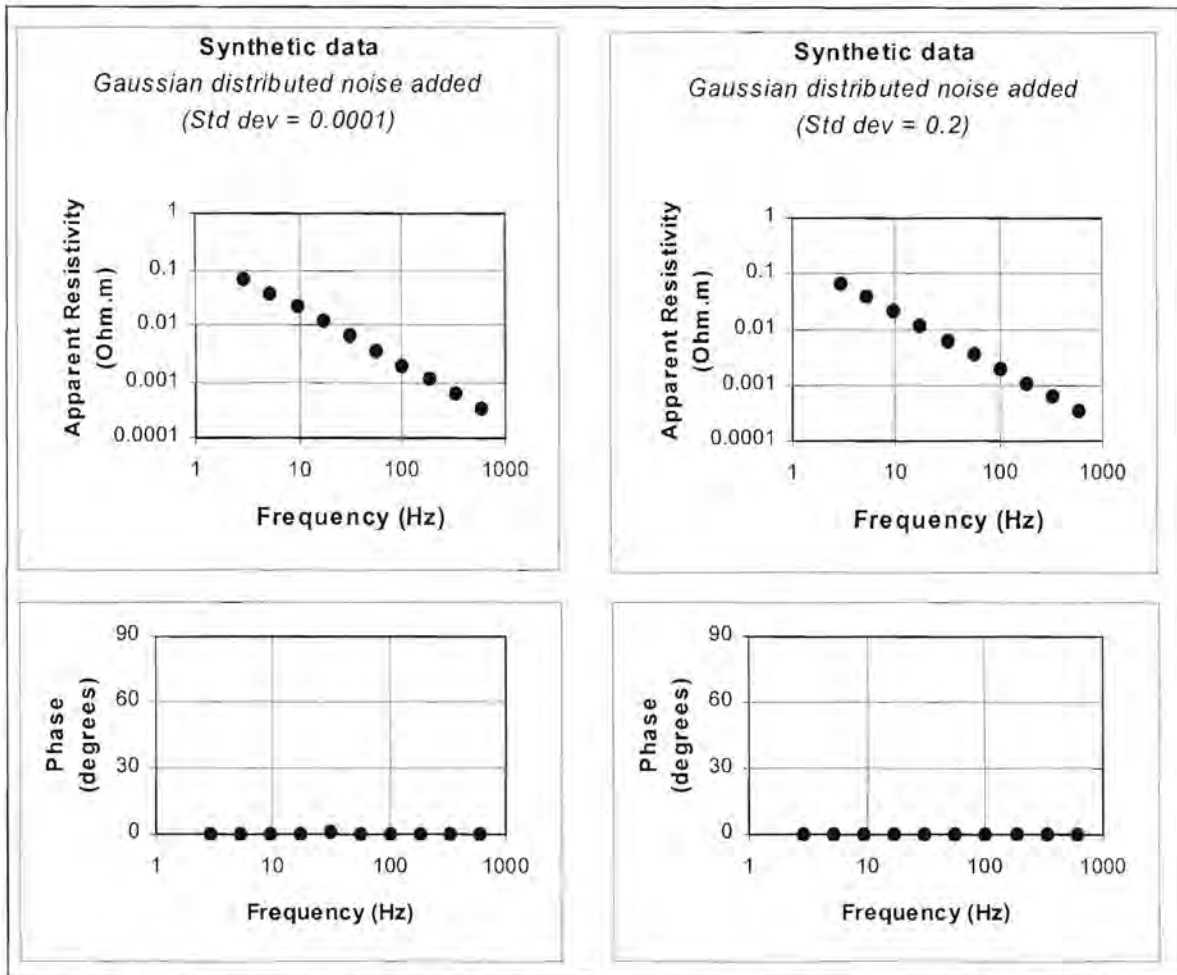 Synthetic data
Gaussian distributed noise added
(Std dev = 0.0001)
Apparent Resistivity
(Ohm.m)
1
0.1
0.01
0.001
0.0001
1 10 100 1000
Frequency (Hz)
Synthetic data
Gaussian distributed noise added
(Std dev = 0.2)
Apparent Resistivity
(Ohm.m)
1
0.1
0.01
0.001
0.0001
1 10 100 1000
Frequency (Hz)
Phase
(degrees)
90
60
30
0
1 10 100 1000
Frequency (Hz)
Phase
(degrees)
90
60
30
0
1 10 100 1000
Frequency (Hz)